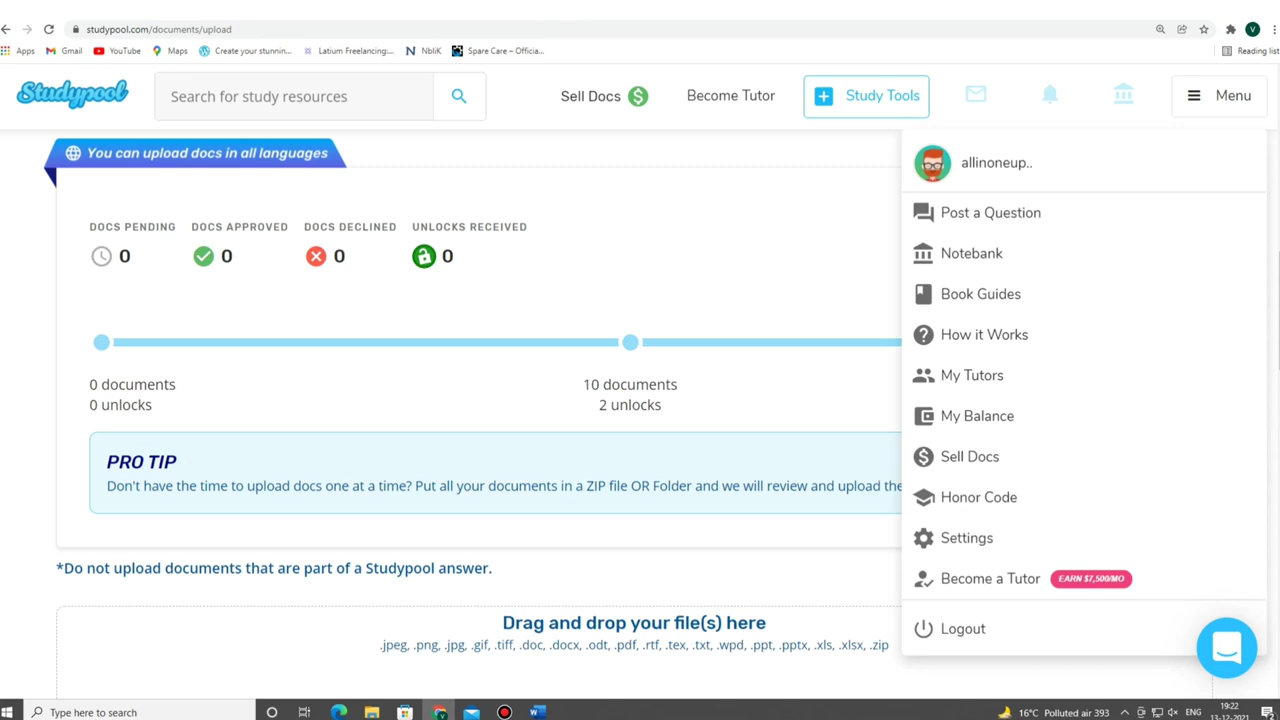 studypool.com/documents/upload
V
Apps
Gmail
YouTube
Maps
Create your stunnin...
Latium Freelancing:...
NbliK
Spare Care – Officia...
Reading list
Studypool
Search for study resources
Sell Docs
Become Tutor
Study Tools
Menu
You can upload docs in all languages
DOCS PENDING
DOCS APPROVED
DOCS DECLINED
UNLOCKS RECEIVED
0
0
0
0
0 documents
0 unlocks
10 documents
2 unlocks
PRO TIP
Don't have the time to upload docs one at a time? Put all your documents in a ZIP file OR Folder and we will review and upload the
*Do not upload documents that are part of a Studypool answer.
Drag and drop your file(s) here
.jpeg, .png, .jpg, .gif, .tiff, .doc, .docx, .odt, .pdf, .rtf, .tex, .txt, .wpd, .ppt, .pptx, .xls, .xlsx, .zip
allinoneup..
Post a Question
Notebank
Book Guides
How it Works
My Tutors
My Balance
Sell Docs
Honor Code
Settings
Become a Tutor
EARN $7,500/MO
Logout
Type here to search
16°C Polluted air 393
ENG
19:22
13-12-2021